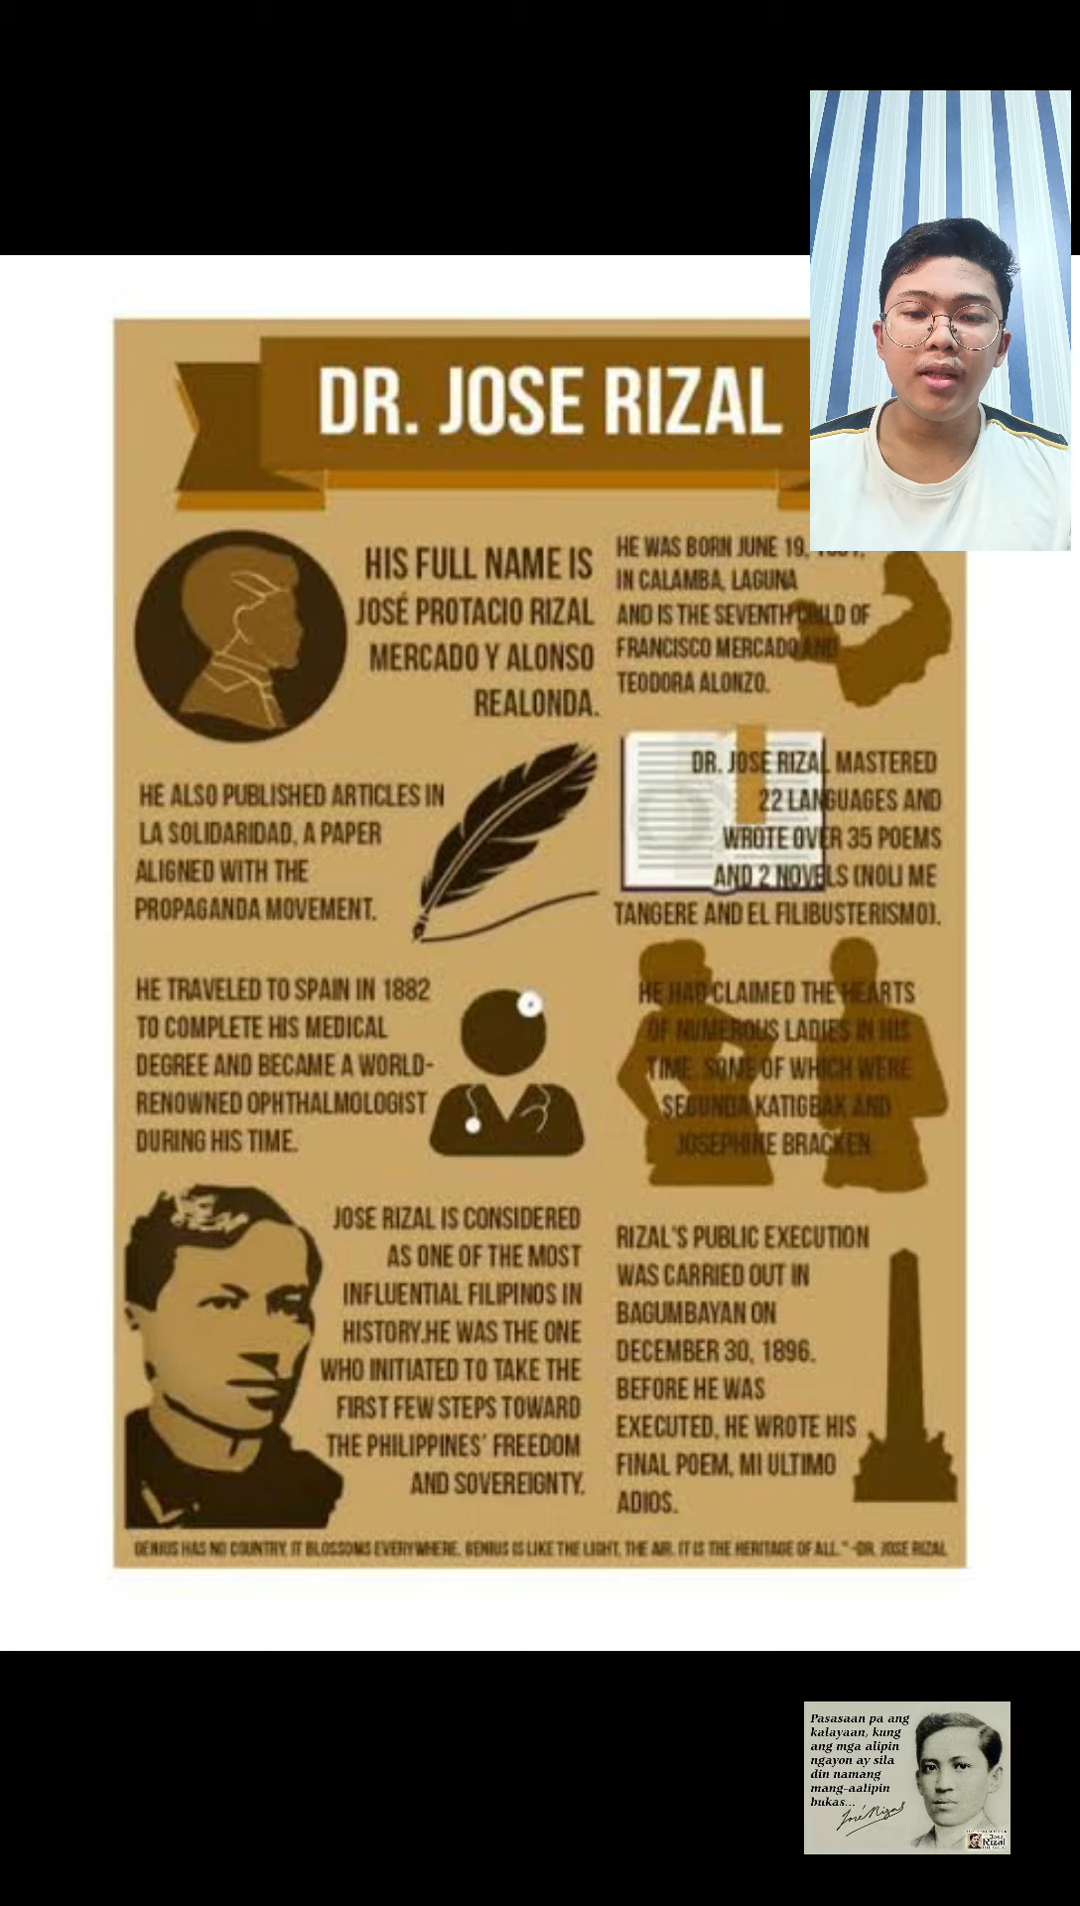 DR. JOSE RIZAL
HIS FULL NAME IS
JOSÉ PROTACIO RIZAL
MERCADO Y ALONSO
REALONDA.
HE WAS BORN JUNE 19,
IN CALAMBA, LAGUNA
AND IS THE SEVENTH CHILD OF
FRANCISCO MERCADO AND
TEODORA ALONZO.
HE ALSO PUBLISHED ARTICLES IN
LA SOLIDARIDAD, A PAPER
ALIGNED WITH THE
PROPAGANDA MOVEMENT.
DR. JOSE RIZAL MASTERED
22 LANGUAGES AND
WROTE OVER 35 POEMS
AND 2 NOVELS (NOLI ME
TANGERE AND EL FILIBUSTERISMO).
HE TRAVELED TO SPAIN IN 1882
TO COMPLETE HIS MEDICAL
DEGREE AND BECAME A WORLD-
RENOWNED OPHTHALMOLOGIST
DURING HIS TIME.
HE HAD CLAIMED THE HEARTS
OF NUMEROUS LADIES IN HIS
TIME. SOME OF WHICH WERE
SEGUNDA KATIGBAK AND
JOSEPHINE BRACKEN.
JOSE RIZAL IS CONSIDERED
AS ONE OF THE MOST
INFLUENTIAL FILIPINOS IN
HISTORY.HE WAS THE ONE
WHO INITIATED TO TAKE THE
FIRST FEW STEPS TOWARD
THE PHILIPPINES' FREEDOM
AND SOVEREIGNTY.
RIZAL'S PUBLIC EXECUTION
WAS CARRIED OUT IN
BAGUMBAYAN ON
DECEMBER 30, 1896.
BEFORE HE WAS
EXECUTED, HE WROTE HIS
FINAL POEM, MI ULTIMO
ADIOS.
GENIUS HAS NO COUNTRY, IT BLOSSOMS EVERYWHERE. GENIUS IS LIKE THE LIGHT, THE AIR. IT IS THE HERITAGE OF ALL." -DR. JOSE RIZAL
Pasasaan pa ang
kalayaan, kung
ang mga alipin
ngayon ay sila
din namang
mang-aalipin
bukas...
José Rizal
Rizal